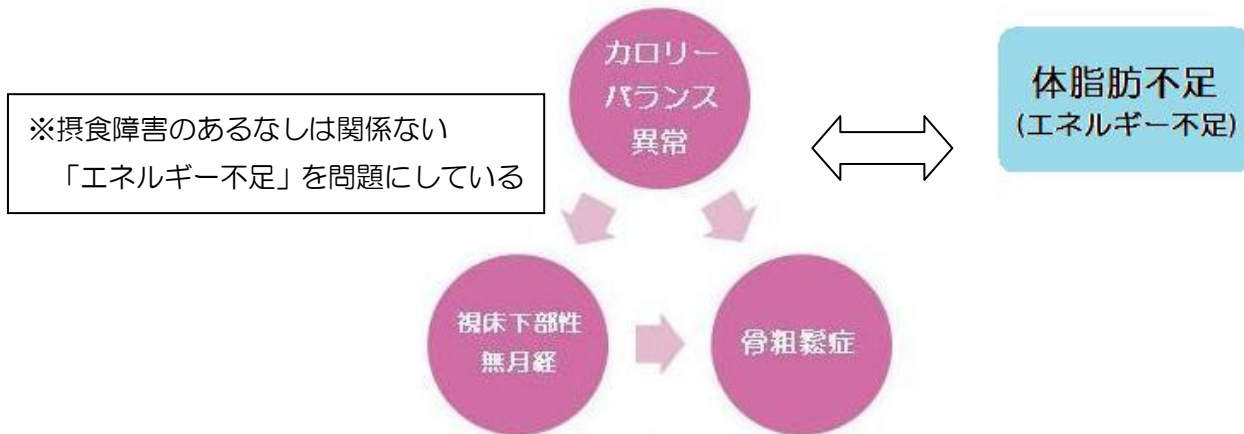 カロリー
バランス
異常
体脂肪不足
(エネルギー不足)
※摂食障害のあるなしは関係ない
「エネルギー不足」を問題にしている
視床下部性
無月経
骨粗鬆症